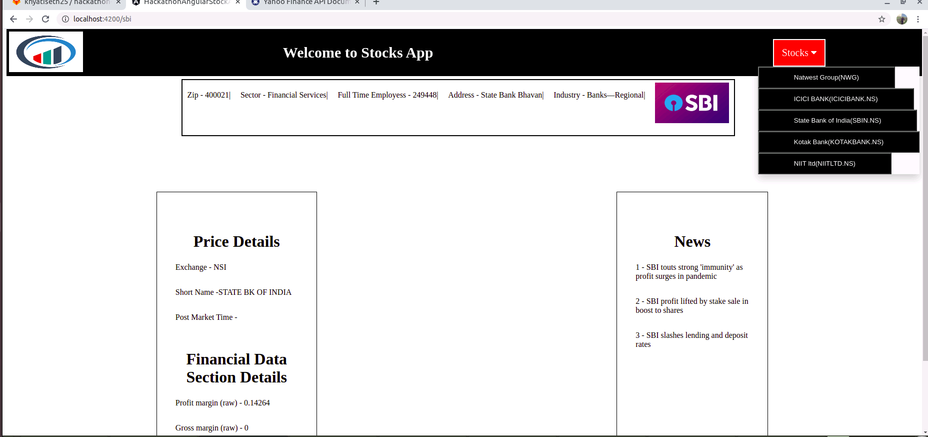 khyatiseth25 / hackathon
HackathonAngularStock
Yahoo Finance API Docum
localhost:4200/sbi
Welcome to Stocks App
Stocks
Natwest Group(NWG)
ICICI BANK(ICICIBANK.NS)
State Bank of India(SBIN.NS)
Kotak Bank(KOTAKBANK.NS)
NIIT ltd(NIITLTD.NS)
Zip - 400021| Sector - Financial Services| Full Time Employess - 249448| Address - State Bank Bhavan| Industry - Banks—Regional|
SBI
Price Details
Exchange - NSI
Short Name -STATE BK OF INDIA
Post Market Time -
Financial Data
Section Details
Profit margin (raw) - 0.14264
Gross margin (raw) - 0
News
1 - SBI touts strong 'immunity' as
profit surges in pandemic
2 - SBI profit lifted by stake sale in
boost to shares
3 - SBI slashes lending and deposit
rates